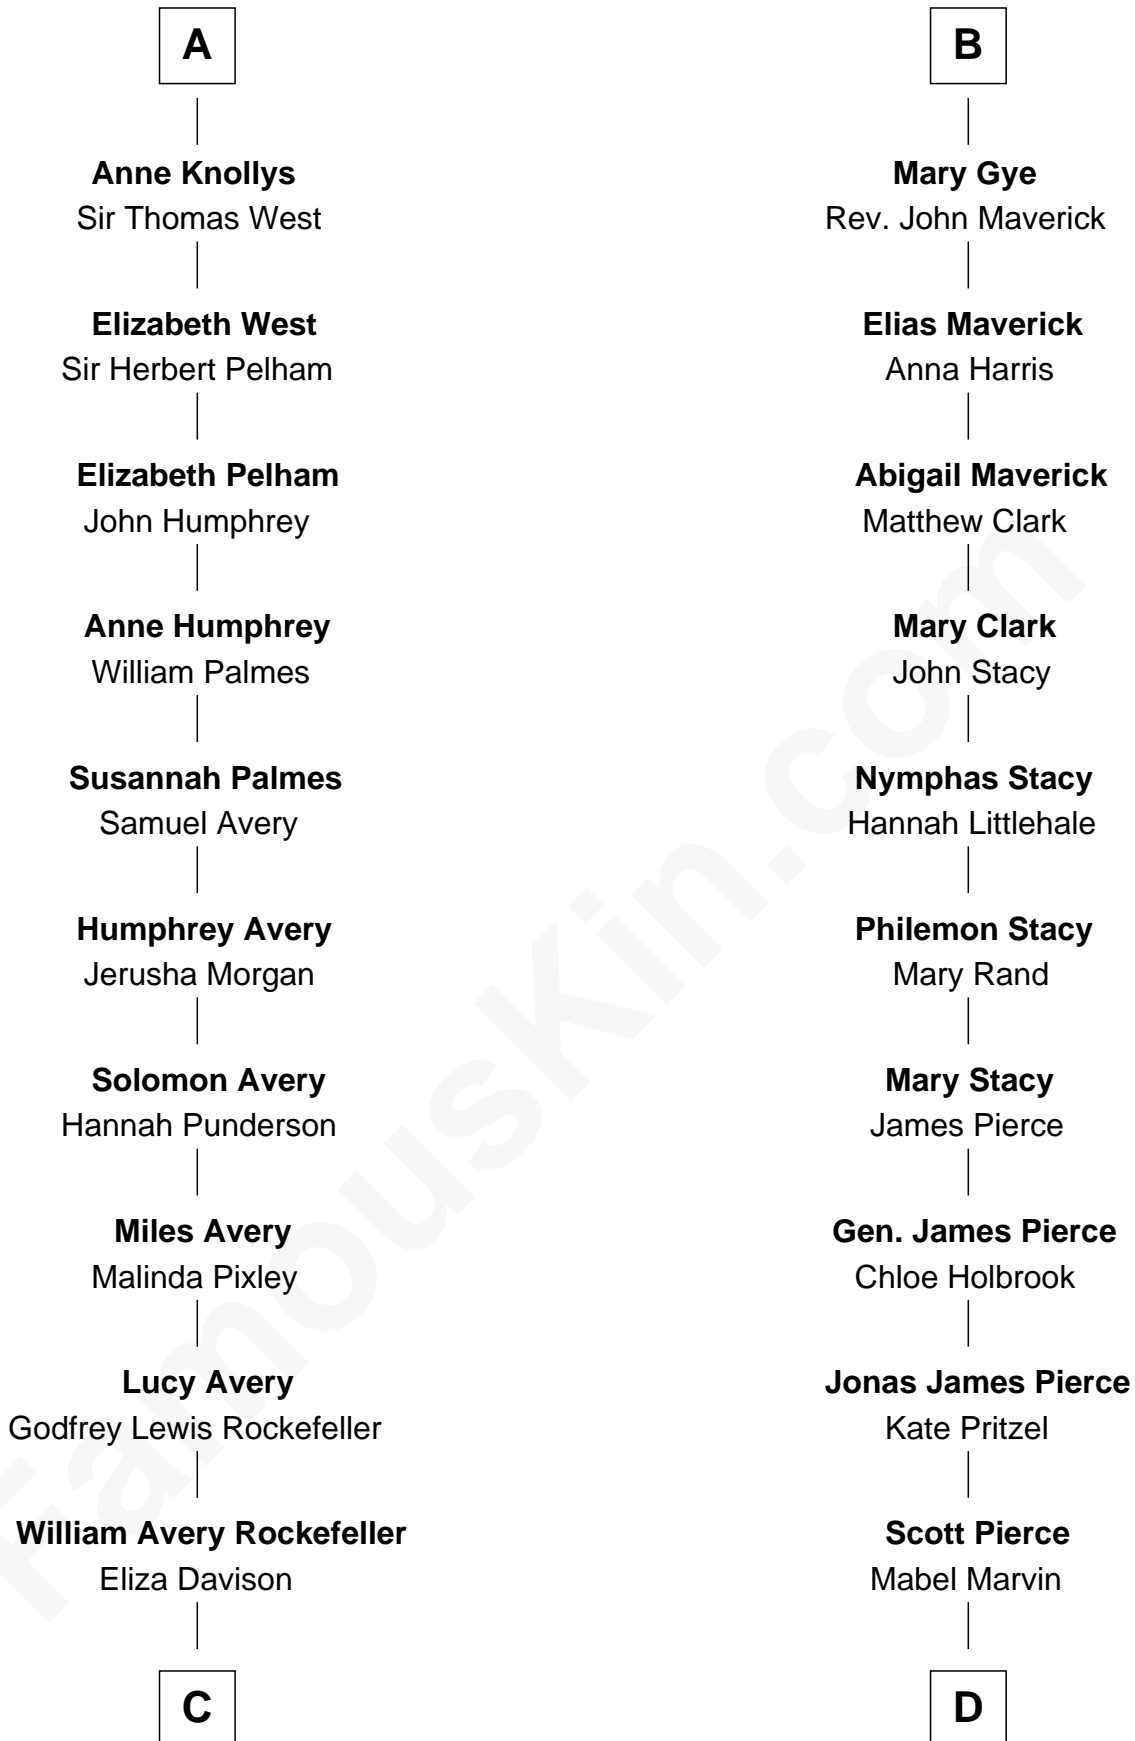 A
Anne Knollys
Sir Thomas West
Elizabeth West
Sir Herbert Pelham
Elizabeth Pelham
John Humphrey
Anne Humphrey
William Palmes
Susannah Palmes
Samuel Avery
Humphrey Avery
Jerusha Morgan
Solomon Avery
Hannah Punderson
Miles Avery
Malinda Pixley
Lucy Avery
Godfrey Lewis Rockefeller
William Avery Rockefeller
Eliza Davison
C
B
Mary Gye
Rev. John Maverick
Elias Maverick
Anna Harris
Abigail Maverick
Matthew Clark
Mary Clark
John Stacy
Nymphas Stacy
Hannah Littlehale
Philemon Stacy
Mary Rand
Mary Stacy
James Pierce
Gen. James Pierce
Chloe Holbrook
Jonas James Pierce
Kate Pritzel
Scott Pierce
Mabel Marvin
D
FamousKin.com